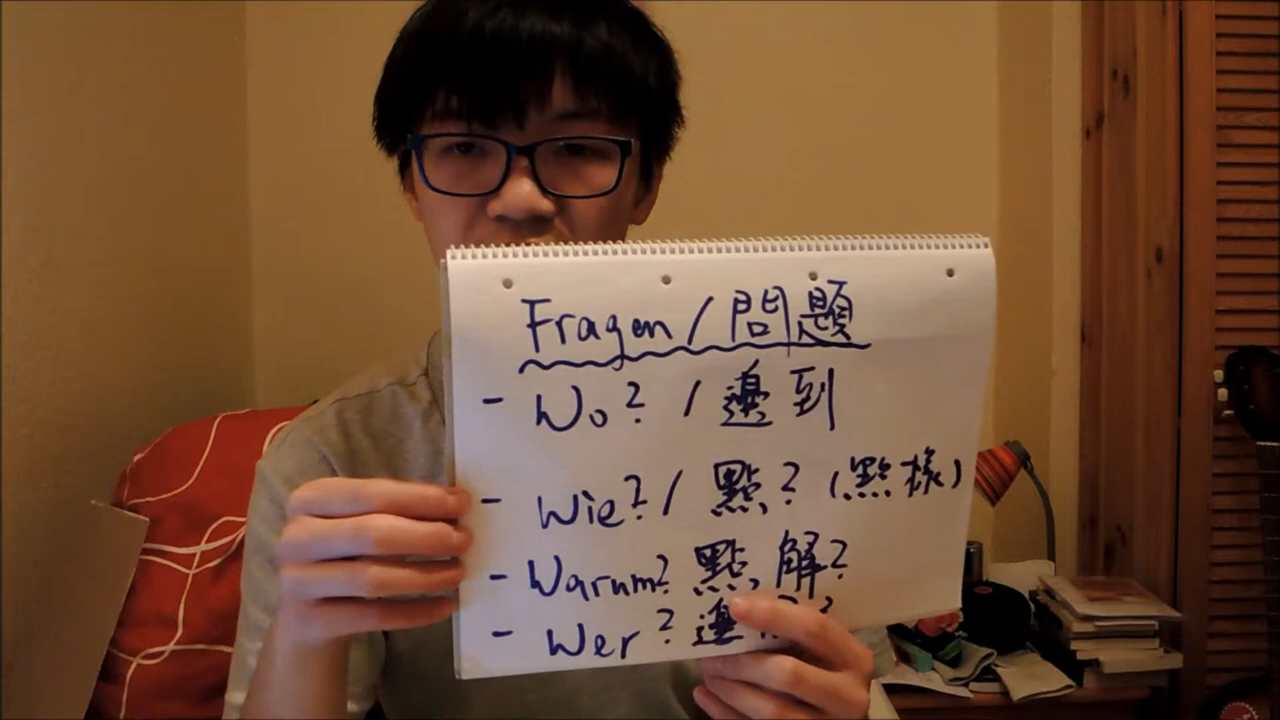 Fragen / 問題
- Wo? / 邊到
- Wie? / 點? (點樣)
- Warum? 點解?
- Wer? 邊